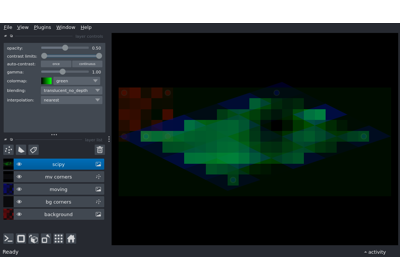 File View Plugins Window Help
opacity: 0.50
contrast limits:
auto-contrast: once continuous
gamma: 1.00
colormap: green
blending: translucent_no_depth
interpolation: nearest
scipy
mv corners
moving
bg corners
background
Ready
activity